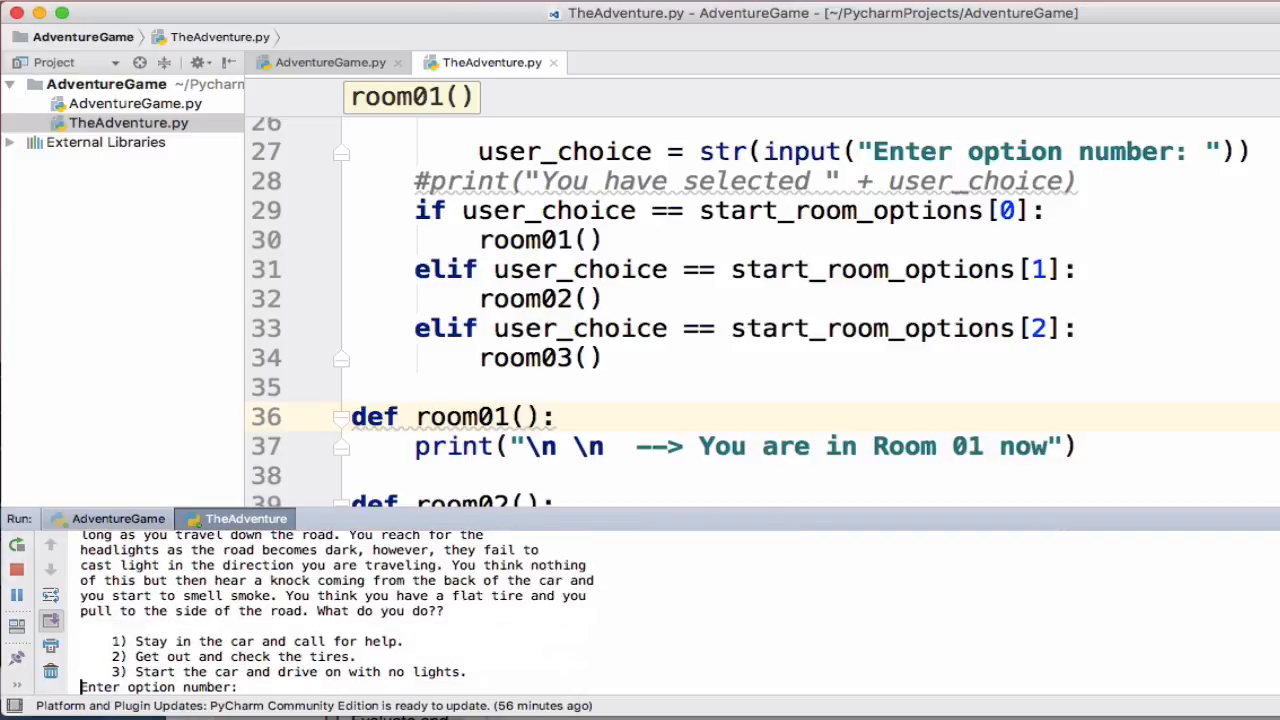 TheAdventure.py - AdventureGame - [~/PycharmProjects/AdventureGame]
AdventureGame TheAdventure.py
Project AdventureGame.py TheAdventure.py
AdventureGame ~/Pycharm
AdventureGame.py
TheAdventure.py
External Libraries
room01()
26
27 user_choice = str(input("Enter option number: "))
28 #print("You have selected " + user_choice)
29 if user_choice == start_room_options[0]:
30 room01()
31 elif user_choice == start_room_options[1]:
32 room02()
33 elif user_choice == start_room_options[2]:
34 room03()
35
36 def room01():
37 print("\n \n --> You are in Room 01 now")
38
39 def room02():
Run: AdventureGame TheAdventure
long as you travel down the road. You reach for the
headlights as the road becomes dark, however, they fail to
cast light in the direction you are traveling. You think nothing
of this but then hear a knock coming from the back of the car and
you start to smell smoke. You think you have a flat tire and you
pull to the side of the road. What do you do??
1) Stay in the car and call for help.
2) Get out and check the tires.
3) Start the car and drive on with no lights.
Enter option number:
Platform and Plugin Updates: PyCharm Community Edition is ready to update. (56 minutes ago)